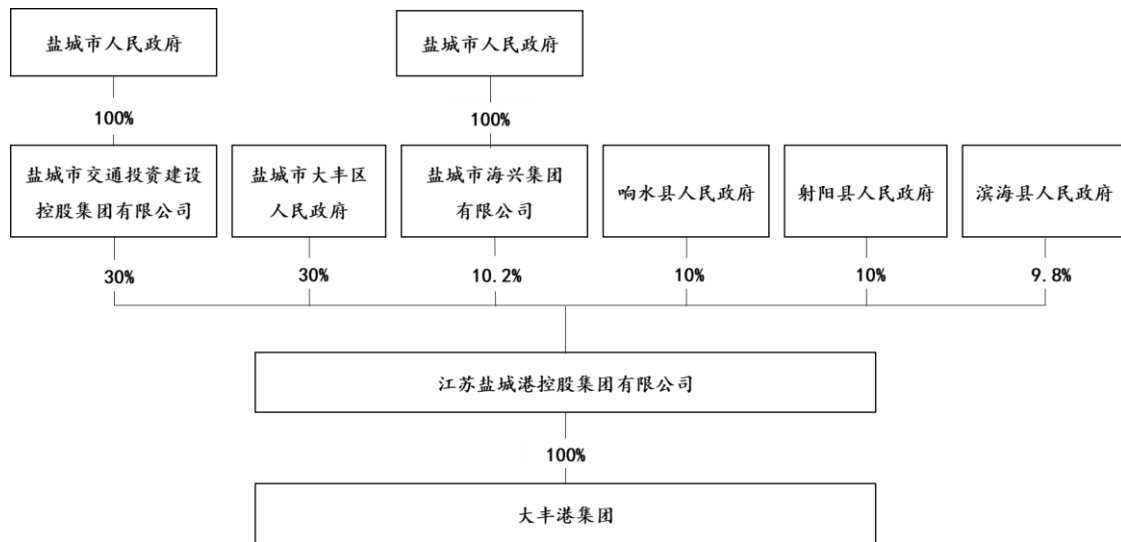 盐城市人民政府
盐城市人民政府
100%
100%
盐城市交通投资建设
控股集团有限公司
盐城市大丰区
人民政府
盐城市海兴集团
有限公司
响水县人民政府
射阳县人民政府
滨海县人民政府
30%
30%
10.2%
10%
10%
9.8%
江苏盐城港控股集团有限公司
100%
大丰港集团